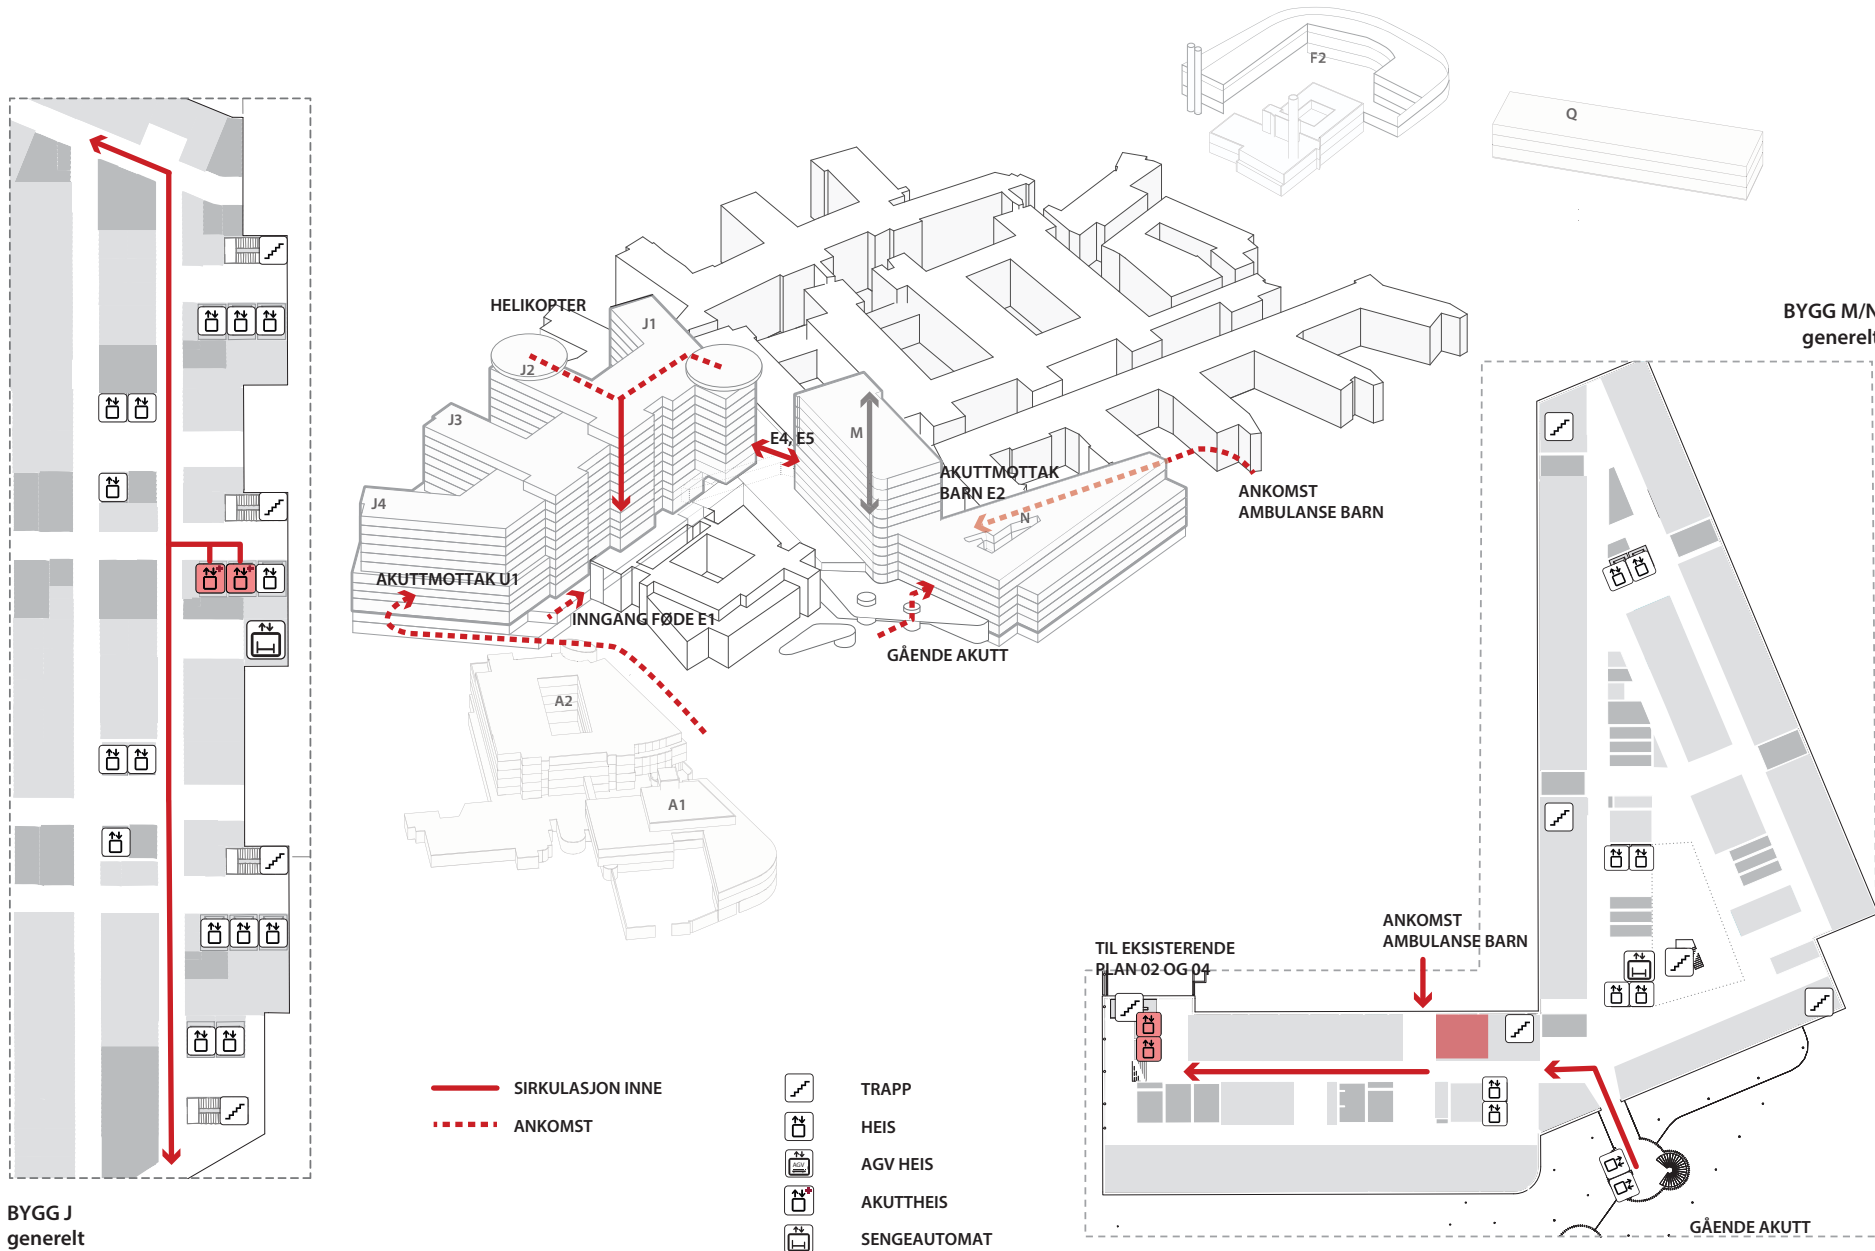 F2
Q
HELIKOPTER
J1
BYGG M/N
generelt
J2
J3
E4, E5
M
AKUTTMOTTAK
BARN E2
ANKOMST
AMBULANSE BARN
J4
N
AKUTTMOTTAK U1
INNGANG FØDE E1
GÅENDE AKUTT
A2
A1
ANKOMST
AMBULANSE BARN
TIL EKSISTERENDE
PLAN 02 OG 04
SIRKULASJON INNE
ANKOMST
TRAPP
HEIS
AGV
AGV HEIS
AKUTTHEIS
SENGEAUTOMAT
BYGG J
generelt
GÅENDE AKUTT